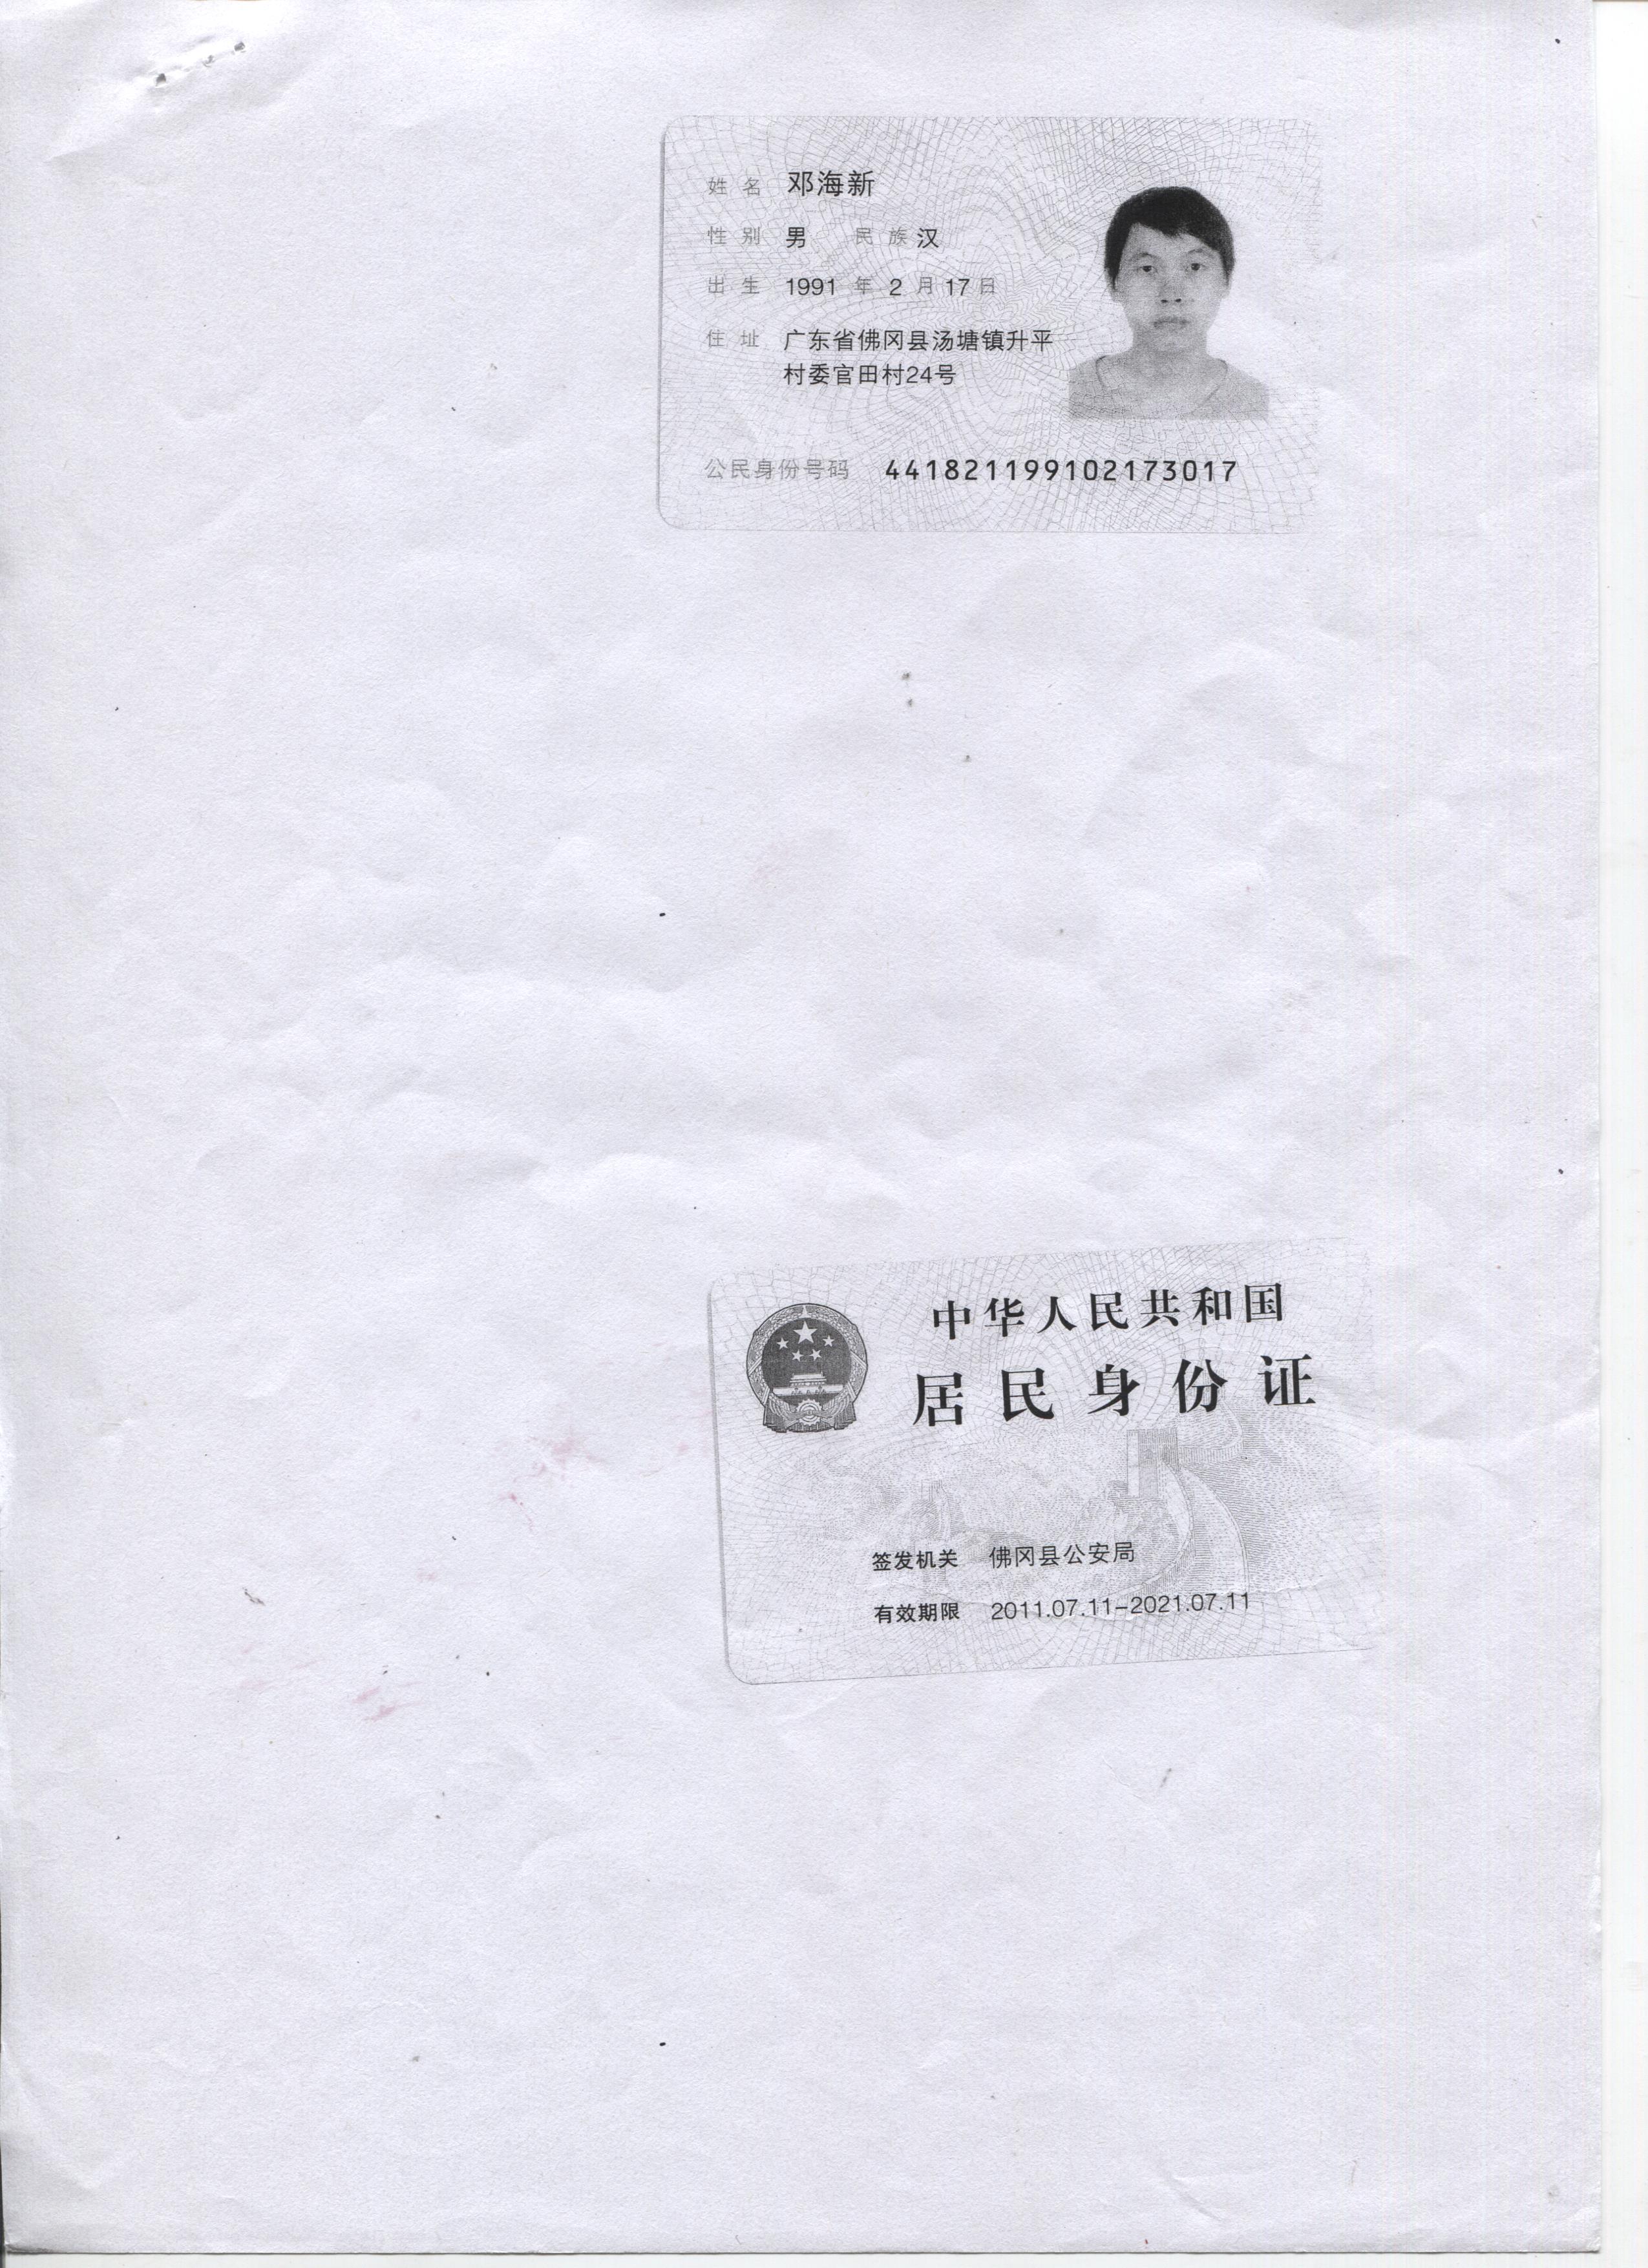 姓名 邓海新
性别 男 民族 汉
出生 1991 年 2 月 17 日
住址 广东省佛冈县汤塘镇升平
村委官田村24号
公民身份号码 441821199102173017
中华人民共和国
居民身份证
签发机关 佛冈县公安局
有效期限 2011.07.11-2021.07.11